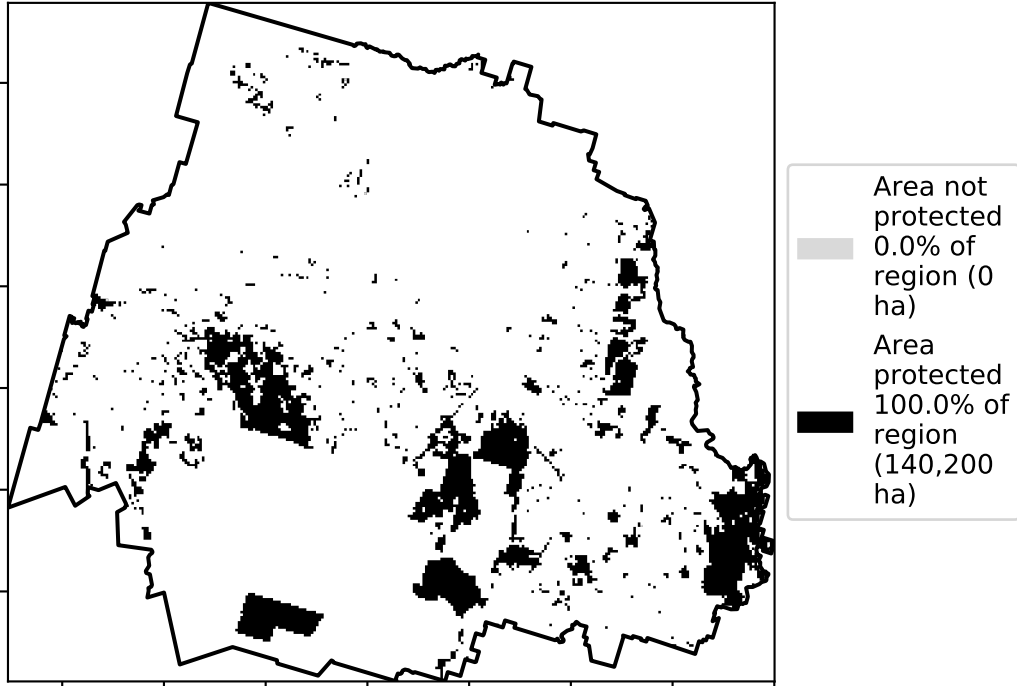 Area not
protected
0.0% of
region (0
ha)
Area
protected
100.0% of
region
(140,200
ha)